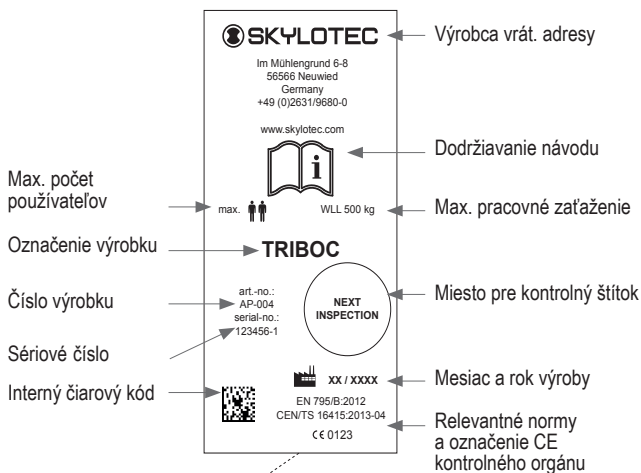 SKYLOTEC
Výrobca vrát. adresy
Im Mühlengrund 6-8
56566 Neuwied
Germany
+49 (0)2631/9680-0
www.skylotec.com
i
Dodržiavanie návodu
Max. počet
používateľov
max.
WLL 500 kg
Max. pracovné zaťaženie
Označenie výrobku
TRIBOC
Číslo výrobku
art.-no.:
AP-004
serial-no.:
123456-1
NEXT
INSPECTION
Miesto pre kontrolný štítok
Sériové číslo
Interný čiarový kód
XX / XXXX
Mesiac a rok výroby
EN 795/B:2012
CEN/TS 16415:2013-04
CE 0123
Relevantné normy
a označenie CE
kontrolného orgánu